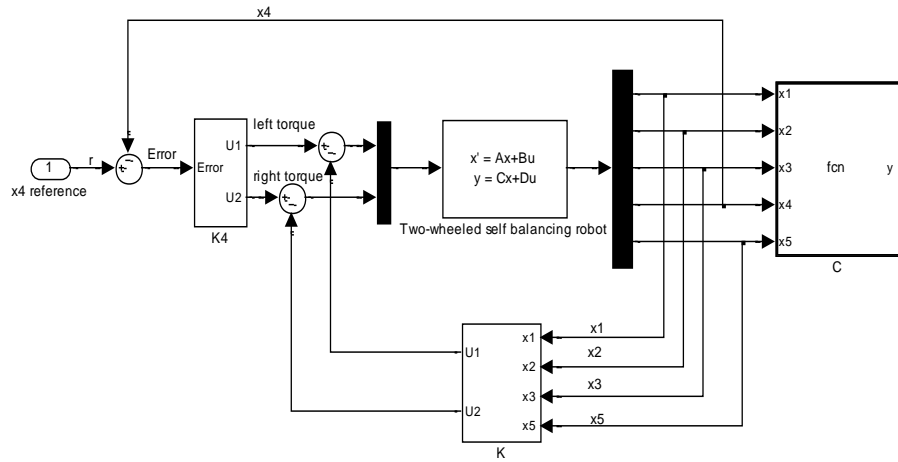 x4
x1
x2
x3
x4
x5
fcn
y
C
1
r
x4 reference
Error
Error
U1
U2
K4
left torque
right torque
x' = Ax+Bu
y = Cx+Du
Two-wheeled self balancing robot
x1
x2
x3
x5
U1
U2
x1
x2
x3
x5
K